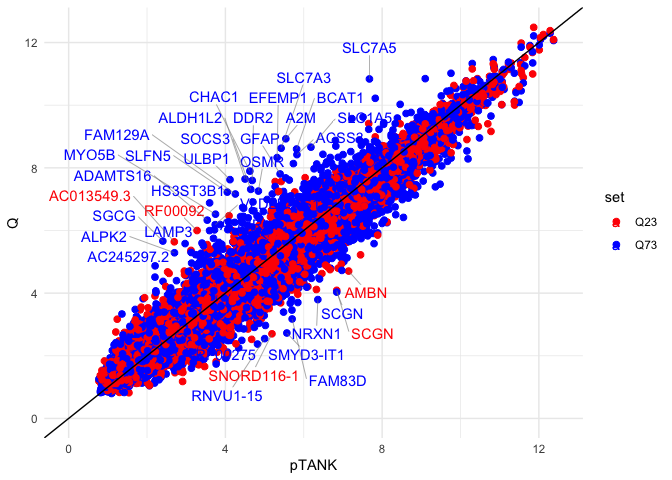 12
8
4
0
Q
SLC7A5
SLC7A3
CHAC1
EFEMP1
BCAT1
ALDH1L2
DDR2
A2M
FAM129A
SOCS3
GFAP
ACSS3
MYO5B
SLFN5
ULBP1
OSMR
ADAMTS16
HS3ST3B1
AC013549.3
SGCG
RF00092
LAMP3
ALPK2
AC245297.2
AMBN
SCGN
NRXN1
SCGN
SMYD3-IT1
SNORD116-1
FAM83D
RNVU1-15
0
4
8
12
pTANK
set
a Q23
a Q73